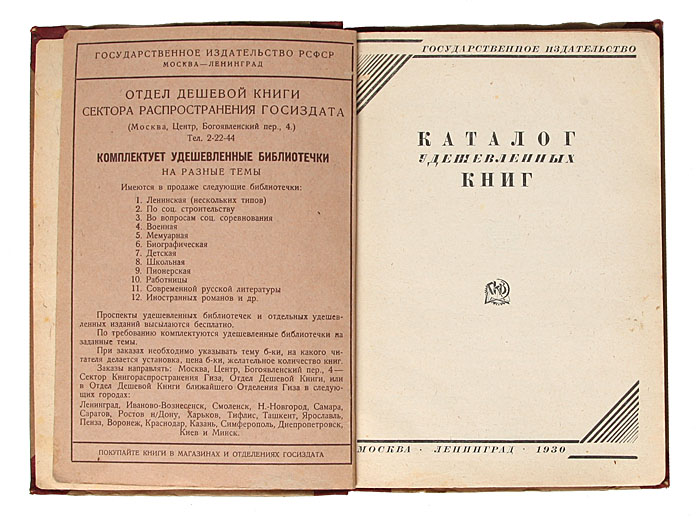 ГОСУДАРСТВЕННОЕ ИЗДАТЕЛЬСТВО РСФСР
МОСКВА—ЛЕНИНГРАД
ОТДЕЛ ДЕШЕВОЙ КНИГИ
СЕКТОРА РАСПРОСТРАНЕНИЯ ГОСИЗДАТА
(Москва, Центр, Богоявленский пер., 4.)
Тел. 2-22-44
КОМПЛЕКТУЕТ УДЕШЕВЛЕННЫЕ БИБЛИОТЕЧКИ
НА РАЗНЫЕ ТЕМЫ
Имеются в продаже следующие библиотечки:
1. Ленинская (нескольких типов)
2. По соц. строительству
3. По вопросам соц. соревнования
4. Военная
5. Мемуарная
6. Биографическая
7. Детская
8. Школьная
9. Пионерская
10. Работницы
11. Современной русской литературы
12. Иностранных романов и др.
Проспекты удешевленных библиотечек и отдельных удешев-
ленных изданий высылаются бесплатно.
По требованию комплектуются удешевленные библиотечки на
заданные темы.
При заказах необходимо указывать тему б-ки, на какого чи-
тателя делается установка, цена б-ки, желательное количество книг.
Заказы направлять: Москва, Центр, Богоявленский пер., 4—
Сектор Книгораспространения Гиза, Отдел Дешевой Книги, или
в Отдел Дешевой Книги ближайшего Отделения Гиза в следую-
щих городах:
Ленинград, Иваново-Вознесенск, Смоленск, Н.-Новгород, Самара,
Саратов, Ростов н/Дону, Харьков, Тифлис, Ташкент, Ярославль,
Пенза, Воронеж, Краснодар, Казань, Симферополь, Днепропетровск,
Киев и Минск.
ПОКУПАЙТЕ КНИГИ В МАГАЗИНАХ И ОТДЕЛЕНИЯХ ГОСИЗДАТА
ГОСУДАРСТВЕННОЕ ИЗДАТЕЛЬСТВО
КАТАЛОГ
УДЕШЕВЛЕННЫХ
КНИГ
МОСКВА · ЛЕНИНГРАД · 1930